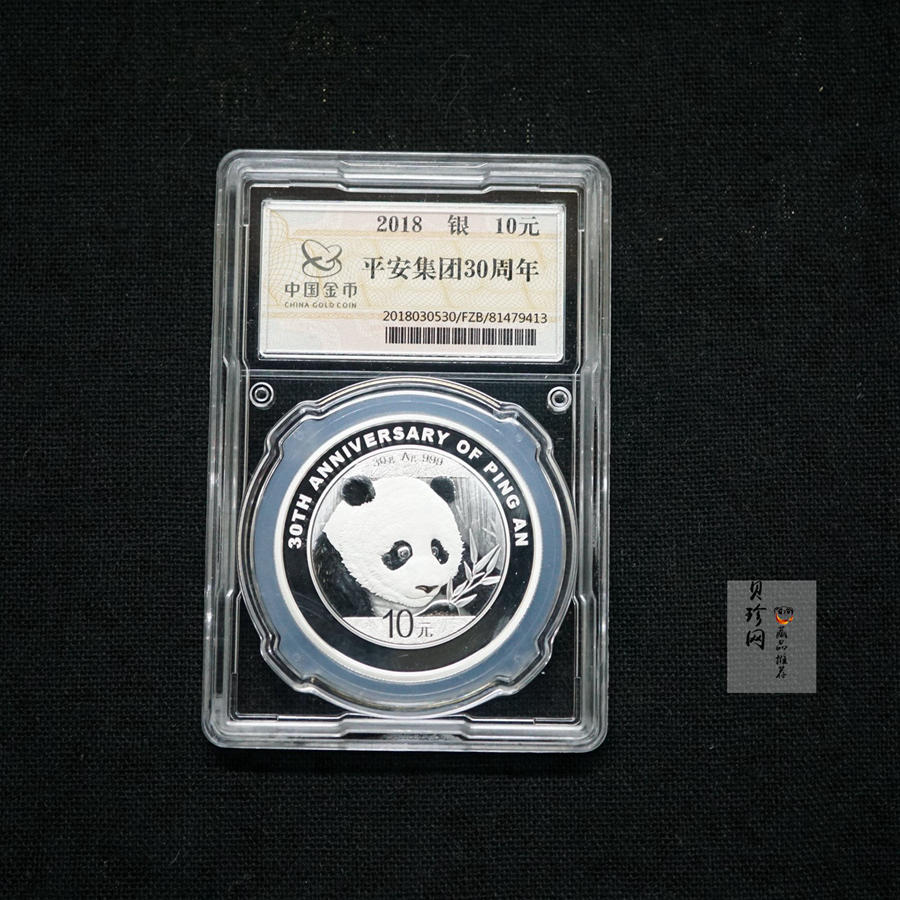 2018 银 10元
平安集团30周年
中国金币
CHINA GOLD COIN
2018030530/FZB/81479413
30TH ANNIVERSARY OF PING AN
30g Ag 999
10元
贝珍网
藏品推荐